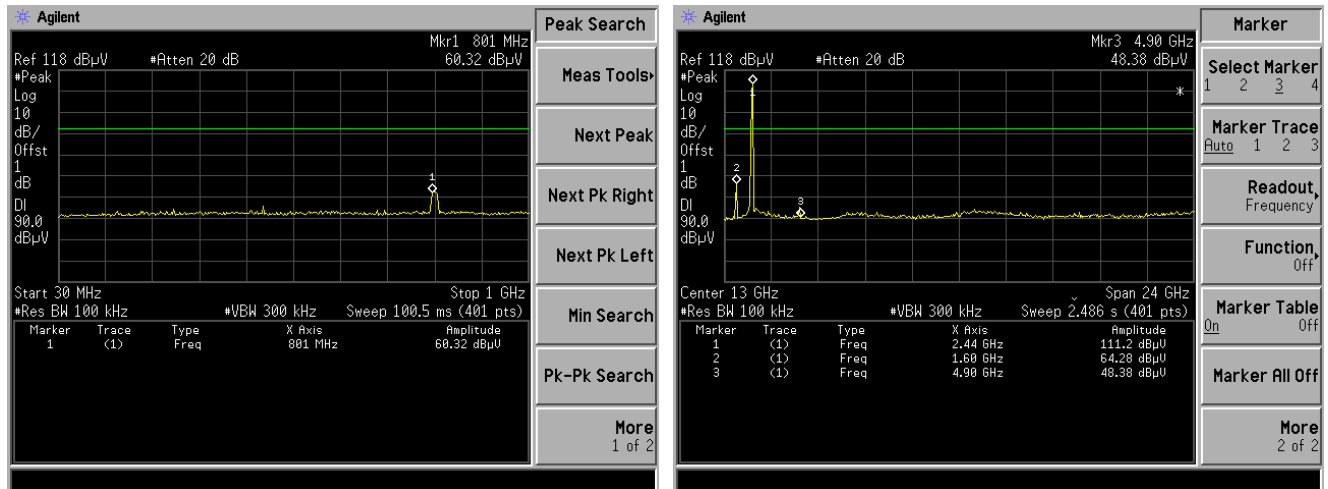 Agilent
Peak Search
Mkr1 801 MHz
Ref 118 dBµV #Atten 20 dB 60.32 dBµV
#Peak
Log
10
dB/
Offst
1
dB
DI
90.0
dBµV
1
Start 30 MHz Stop 1 GHz
#Res BW 100 kHz #VBW 300 kHz Sweep 100.5 ms (401 pts)
Marker Trace Type X Axis Amplitude
1 (1) Freq 801 MHz 60.32 dBµV
Meas Tools
Next Peak
Next Pk Right
Next Pk Left
Min Search
Pk-Pk Search
More
1 of 2
Agilent
Marker
Mkr3 4.90 GHz
Ref 118 dBµV #Atten 20 dB 48.38 dBµV
#Peak
Log
10
dB/
Offst
1
dB
DI
90.0
dBµV
1
*
2
3
Center 13 GHz Span 24 GHz
#Res BW 100 kHz #VBW 300 kHz Sweep 2.486 s (401 pts)
Marker Trace Type X Axis Amplitude
1 (1) Freq 2.44 GHz 111.2 dBµV
2 (1) Freq 1.60 GHz 64.28 dBµV
3 (1) Freq 4.90 GHz 48.38 dBµV
Select Marker
1 2 3 4
Marker Trace
Auto 1 2 3
Readout
Frequency
Function
Off
Marker Table
On Off
Marker All Off
More
2 of 2